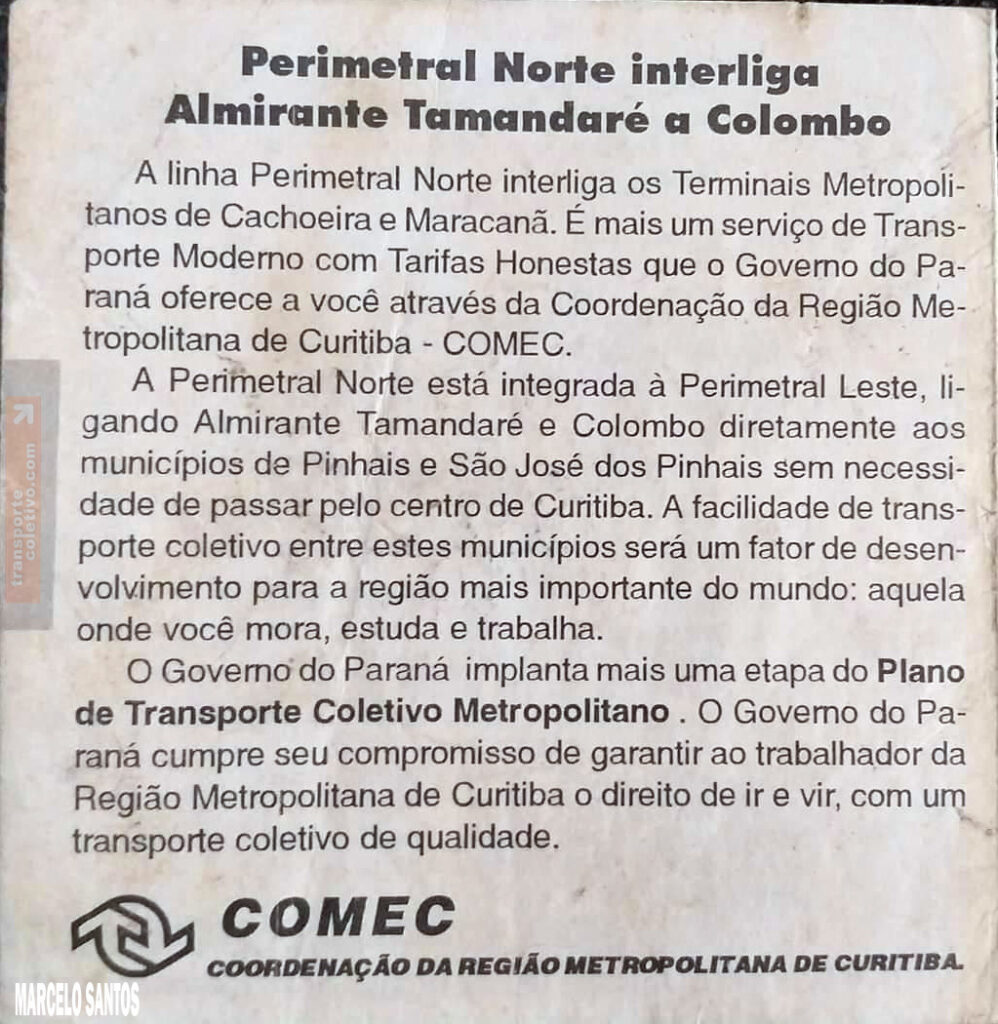 Perimetral Norte interliga
Almirante Tamandaré a Colombo
A linha Perimetral Norte interliga os Terminais Metropoli-
tanos de Cachoeira e Maracanã. É mais um serviço de Trans-
porte Moderno com Tarifas Honestas que o Governo do Pa-
raná oferece a você através da Coordenação da Região Me-
tropolitana de Curitiba - COMEC.
A Perimetral Norte está integrada à Perimetral Leste, li-
gando Almirante Tamandaré e Colombo diretamente aos
municípios de Pinhais e São José dos Pinhais sem necessi-
dade de passar pelo centro de Curitiba. A facilidade de trans-
porte coletivo entre estes municípios será um fator de desen-
volvimento para a região mais importante do mundo: aquela
onde você mora, estuda e trabalha.
O Governo do Paraná implanta mais uma etapa do Plano
de Transporte Coletivo Metropolitano . O Governo do Pa-
raná cumpre seu compromisso de garantir ao trabalhador da
Região Metropolitana de Curitiba o direito de ir e vir, com um
transporte coletivo de qualidade.
COMEC
COORDENAÇÃO DA REGIÃO METROPOLITANA DE CURITIBA.
MARCELO SANTOS
transporte
coletivo.com